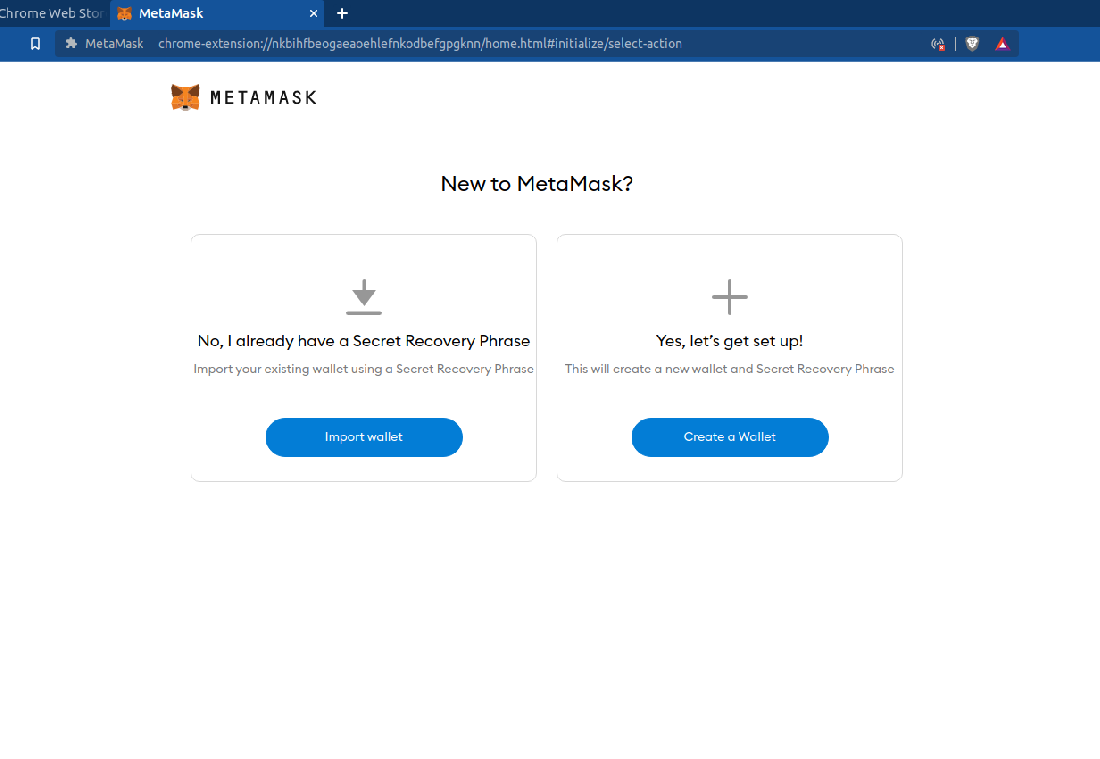 Chrome Web Stor
MetaMask
MetaMask chrome-extension://nkbihfbeogaeaoehlefnkodbefgpgknn/home.html#initialize/select-action
METAMASK
New to MetaMask?
No, I already have a Secret Recovery Phrase
Import your existing wallet using a Secret Recovery Phrase
Import wallet
Yes, let’s get set up!
This will create a new wallet and Secret Recovery Phrase
Create a Wallet